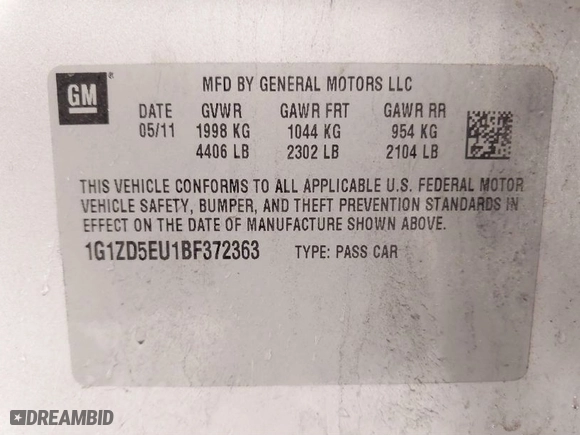 GM®
MFD BY GENERAL MOTORS LLC
DATE GVWR GAWR FRT GAWR RR
05/11 1998 KG 1044 KG 954 KG
4406 LB 2302 LB 2104 LB
THIS VEHICLE CONFORMS TO ALL APPLICABLE U.S. FEDERAL MOTOR
VEHICLE SAFETY, BUMPER, AND THEFT PREVENTION STANDARDS IN
EFFECT ON THE DATE OF MANUFACTURE SHOWN ABOVE.
1G1ZD5EU1BF372363 TYPE: PASS CAR
DREAMBID